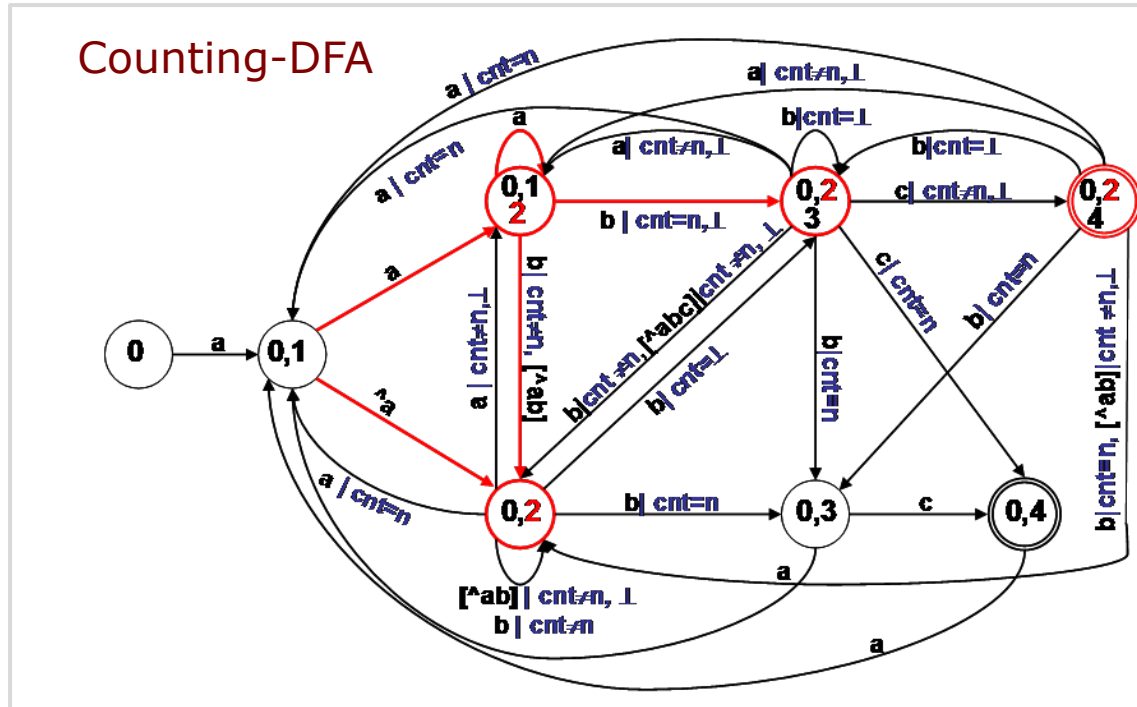 Counting-DFA
a | cnt=n
a| cnt≠n,⊥
a
b|cnt=⊥
b|cnt=⊥
a | cnt=n
a| cnt≠n,⊥
0,1
2
b | cnt=n,⊥
0,2
3
c| cnt≠n,⊥
0,2
4
a
b| cnt≠n, [^ab]
a | cnt≠n,⊥
b|cnt ≠n,[^abc]|cnt ≠n, ⊥
b| cnt=⊥
b|cnt=n
c| cnt=n
b| cnt=n
b|cnt=n, [^ab]|cnt ≠n,⊥
0
a
0,1
^a
a | cnt=n
0,2
b| cnt=n
0,3
c
0,4
[^ab] | cnt≠n, ⊥
b | cnt≠n
a
a